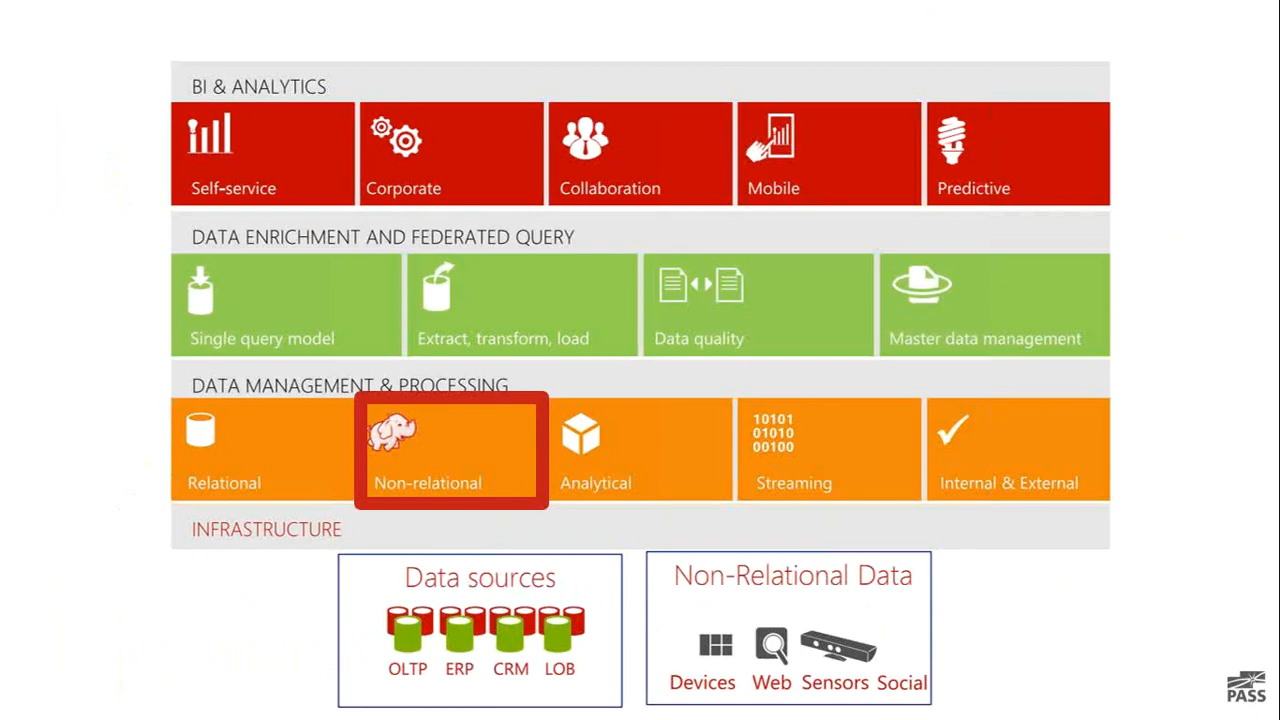 BI & ANALYTICS
Self-service
Corporate
Collaboration
Mobile
Predictive
DATA ENRICHMENT AND FEDERATED QUERY
Single query model
Extract, transform, load
Data quality
Master data management
DATA MANAGEMENT & PROCESSING
10101
01010
00100
Relational
Non-relational
Analytical
Streaming
Internal & External
INFRASTRUCTURE
Data sources
OLTP ERP CRM LOB
Non-Relational Data
Devices Web Sensors Social
PASS